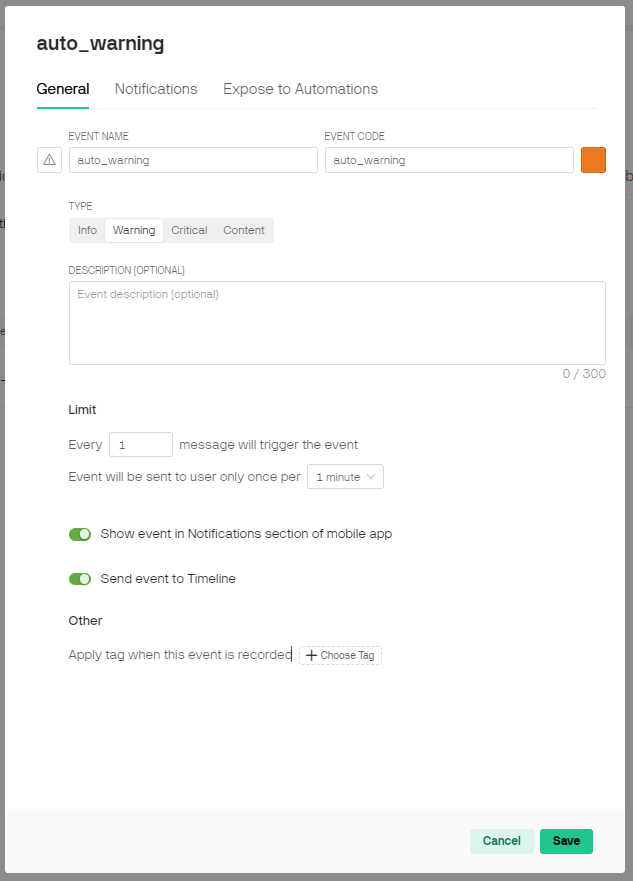 auto_warning
General Notifications Expose to Automations
EVENT NAME EVENT CODE
auto_warning auto_warning
TYPE
Info Warning Critical Content
DESCRIPTION (OPTIONAL)
Event description (optional)
0 / 300
Limit
Every 1 message will trigger the event
Event will be sent to user only once per 1 minute
Show event in Notifications section of mobile app
Send event to Timeline
Other
Apply tag when this event is recorded + Choose Tag
Cancel Save